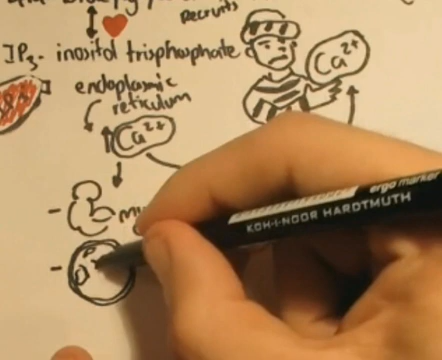 recruits
IP3- inositol trisphosphate
Ca2+
endoplasmic
reticulum
Ca2+
ergo marker
KOH-I-NOOR HARDTMUTH